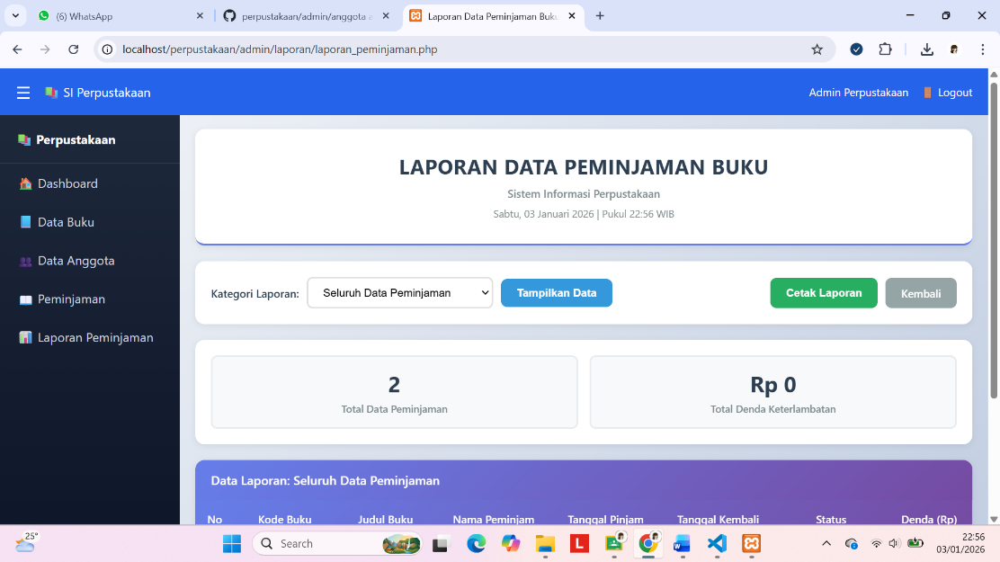 (6) WhatsApp
perpustakaan/admin/anggota a
Laporan Data Peminjaman Buku
localhost/perpustakaan/admin/laporan/laporan_peminjaman.php
SI Perpustakaan
Admin Perpustakaan
Logout
Perpustakaan
Dashboard
Data Buku
Data Anggota
Peminjaman
Laporan Peminjaman
LAPORAN DATA PEMINJAMAN BUKU
Sistem Informasi Perpustakaan
Sabtu, 03 Januari 2026 | Pukul 22:56 WIB
Kategori Laporan:
Seluruh Data Peminjaman
Tampilkan Data
Cetak Laporan
Kembali
2
Total Data Peminjaman
Rp 0
Total Denda Keterlambatan
Data Laporan: Seluruh Data Peminjaman
No Kode Buku Judul Buku Nama Peminjam Tanggal Pinjam Tanggal Kembali Status Denda (Rp)
25°
Search
L
22:56
03/01/2026